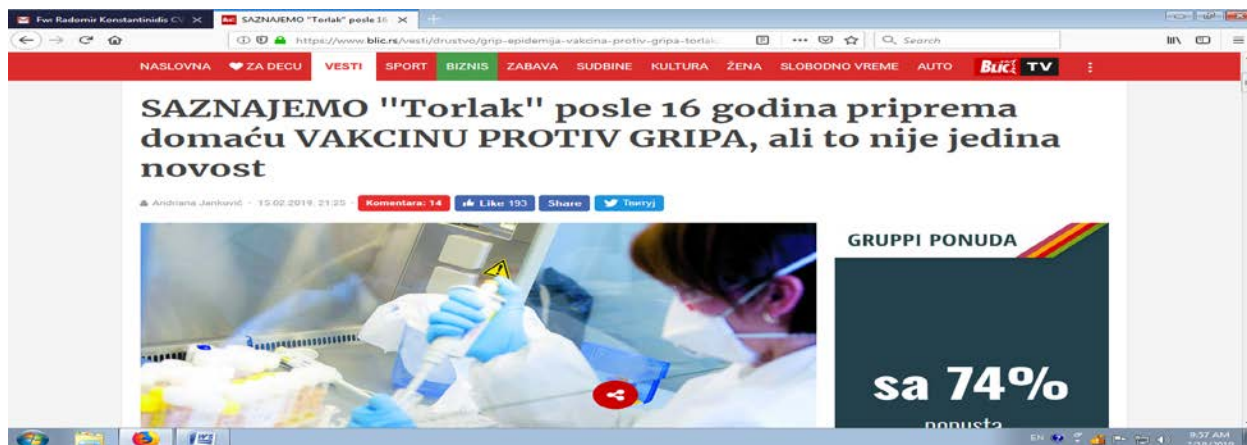 Fw: Radomir Konstantinidis CV
SAZNAJEMO "Torlak" posle 16
https://www.blic.rs/vesti/drustvo/grip-epidemija-vakcina-protiv-gripa-torlak
Search
NASLOVNA ZA DECU VESTI SPORT BIZNIS ZABAVA SUDBINE KULTURA ŽENA SLOBODNO VREME AUTO Blic TV
SAZNAJEMO "Torlak" posle 16 godina priprema
domaću VAKCINU PROTIV GRIPA, ali to nije jedina
novost
Andriana Janković - 15.02.2019. 21:25 - Komentara: 14 Like 193 Share Твитуј
GRUPPI PONUDA
sa 74%
popusta
EN 8:57 AM